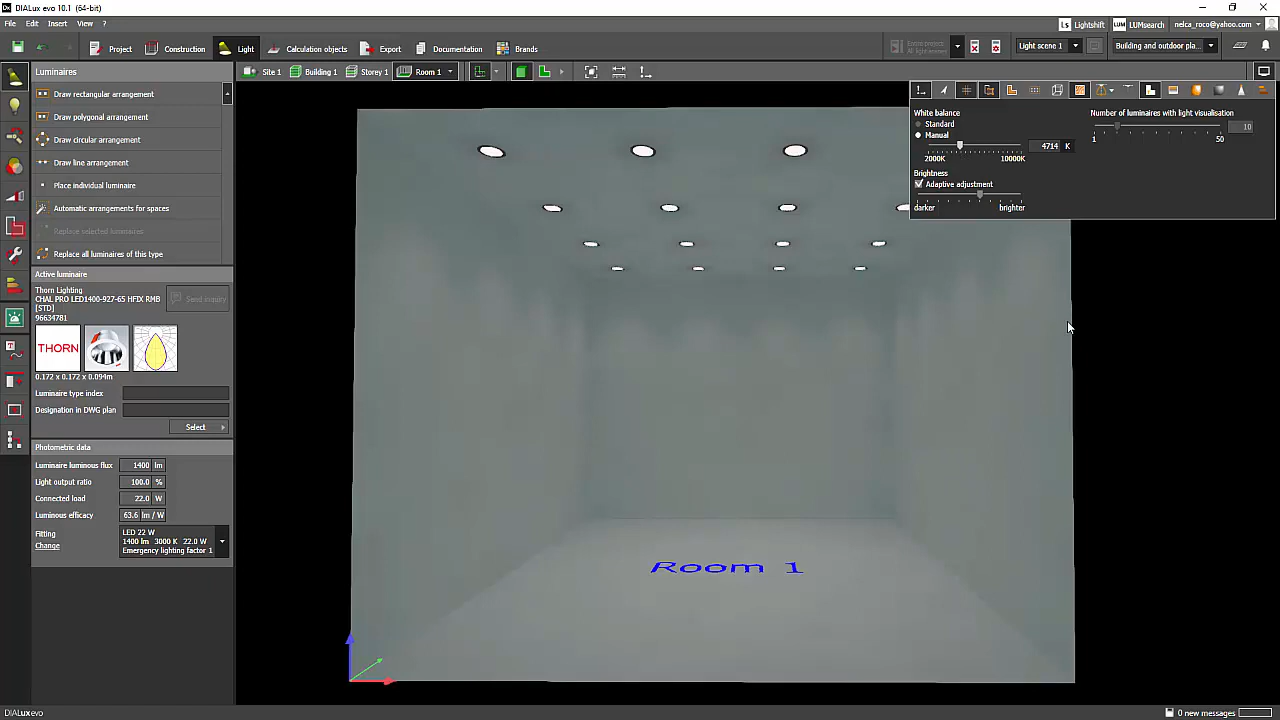 DIALux evo 10.1 (64-bit)
File Edit Insert View ?
Lightshift LUMsearch nelca_roco@yahoo.com
Project Construction Light Calculation objects Export Documentation Brands
Light scene 1 Building and outdoor pla...
Luminaires
Site 1 Building 1 Storey 1 Room 1
Draw rectangular arrangement
Draw polygonal arrangement
Draw circular arrangement
Draw line arrangement
Place individual luminaire
Automatic arrangements for spaces
Replace selected luminaires
Replace all luminaires of this type
White balance
Standard
Manual
4714 K
2000K 10000K
Brightness
Adaptive adjustment
darker brighter
Number of luminaires with light visualisation
10
1 50
Active luminaire
Thorn Lighting
CHAL PRO LED1400-927-65 HFIX RMB
[STD]
96634781
Send inquiry
THORN
0.172 x 0.172 x 0.094m
Luminaire type index
Designation in DWG plan
Select
Photometric data
Luminaire luminous flux 1400 lm
Light output ratio 100.0 %
Connected load 22.0 W
Luminous efficacy 63.6 lm / W
Fitting
Change
LED 22 W
1400 lm 3000 K 22.0 W
Emergency lighting factor 1
Room 1
DIALuxevo
0 new messages